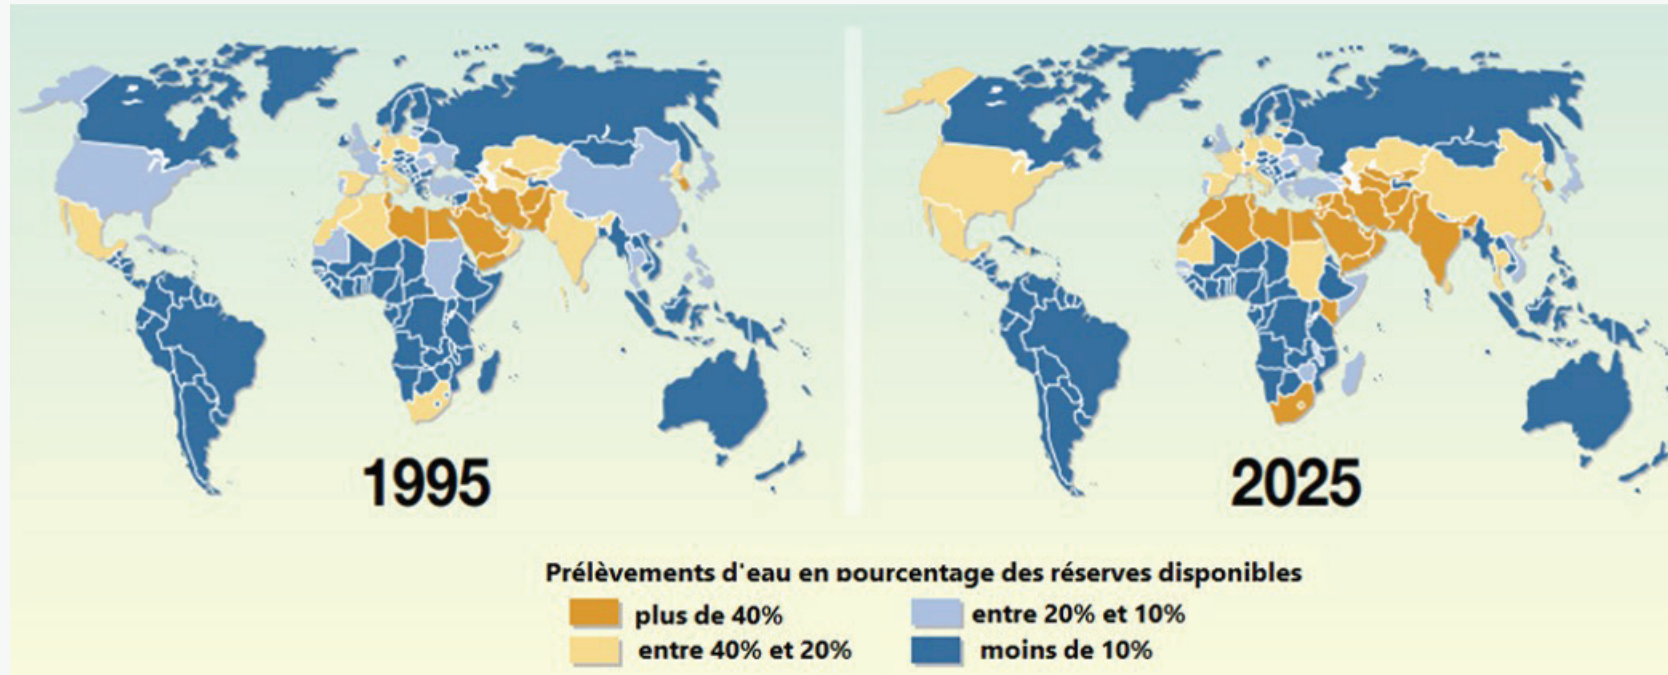 1995
2025
Prélèvements d'eau en pourcentage des réserves disponibles
plus de 40%
entre 20% et 10%
entre 40% et 20%
moins de 10%